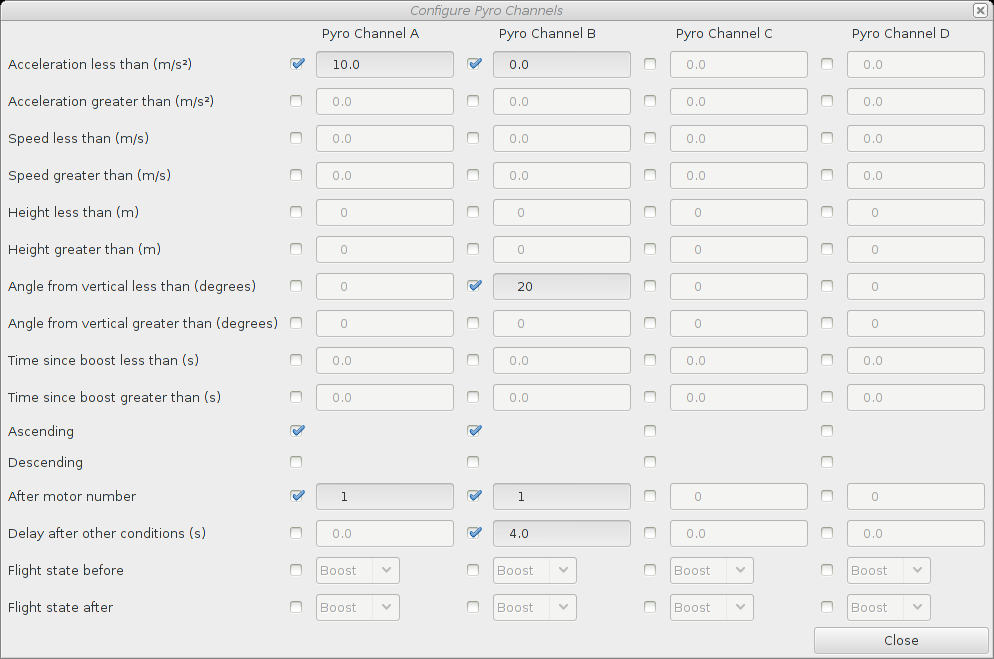 Configure Pyro Channels
Pyro Channel A Pyro Channel B Pyro Channel C Pyro Channel D
Acceleration less than (m/s²) 10.0 0.0 0.0 0.0
Acceleration greater than (m/s²) 0.0 0.0 0.0 0.0
Speed less than (m/s) 0.0 0.0 0.0 0.0
Speed greater than (m/s) 0.0 0.0 0.0 0.0
Height less than (m) 0 0 0 0
Height greater than (m) 0 0 0 0
Angle from vertical less than (degrees) 0 20 0 0
Angle from vertical greater than (degrees) 0 0 0 0
Time since boost less than (s) 0.0 0.0 0.0 0.0
Time since boost greater than (s) 0.0 0.0 0.0 0.0
Ascending
Descending
After motor number 1 1 0 0
Delay after other conditions (s) 0.0 4.0 0.0 0.0
Flight state before Boost Boost Boost Boost
Flight state after Boost Boost Boost Boost
Close